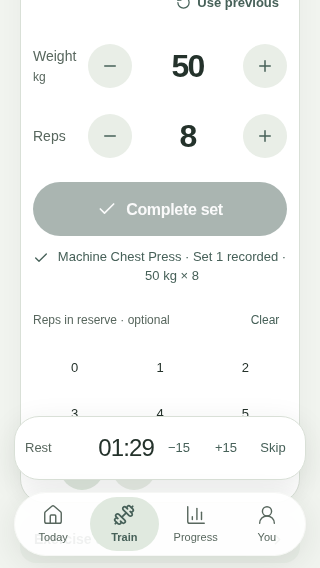 Use previous
Weight
kg
50
Reps
8
Complete set
Machine Chest Press · Set 1 recorded ·
50 kg × 8
Reps in reserve · optional
Clear
0 1 2
3 4 5
Rest 01:29 −15 +15 Skip
Today Train Progress You